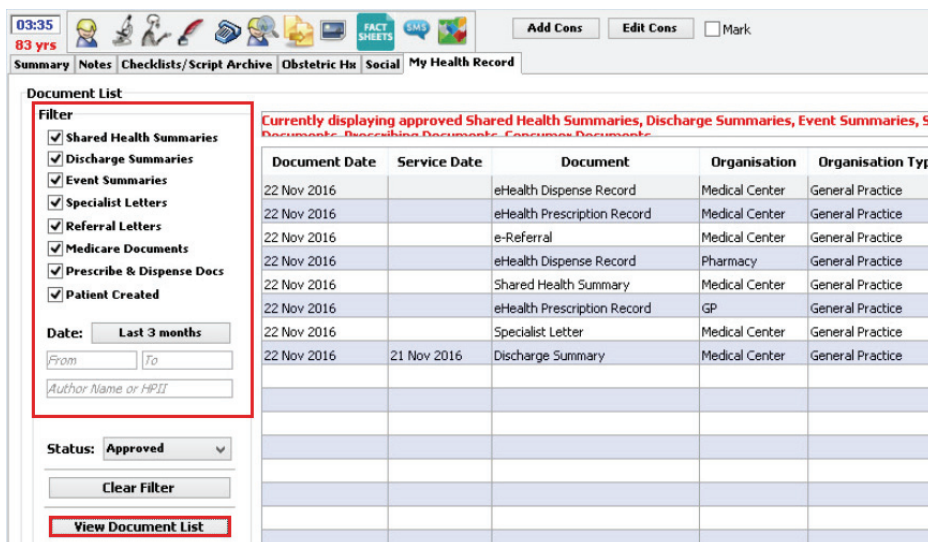 03:35
83 yrs
FACT SHEETS
SMS
Add Cons
Edit Cons
Mark
Summary Notes Checklists/Script Archive Obstetric Hx Social My Health Record
Document List
Filter
Shared Health Summaries
Discharge Summaries
Event Summaries
Specialist Letters
Referral Letters
Medicare Documents
Prescribe & Dispense Docs
Patient Created
Date: Last 3 months
From To
Author Name or HPII
Status: Approved
Clear Filter
View Document List
Currently displaying approved Shared Health Summaries, Discharge Summaries, Event Summaries, S
Documents, Prescribing Documents, Consumer Documents
Document Date Service Date Document Organisation Organisation Typ
22 Nov 2016 eHealth Dispense Record Medical Center General Practice
22 Nov 2016 eHealth Prescription Record Medical Center General Practice
22 Nov 2016 e-Referral Medical Center General Practice
22 Nov 2016 eHealth Dispense Record Pharmacy General Practice
22 Nov 2016 Shared Health Summary Medical Center General Practice
22 Nov 2016 eHealth Prescription Record GP General Practice
22 Nov 2016 Specialist Letter Medical Center General Practice
22 Nov 2016 21 Nov 2016 Discharge Summary Medical Center General Practice